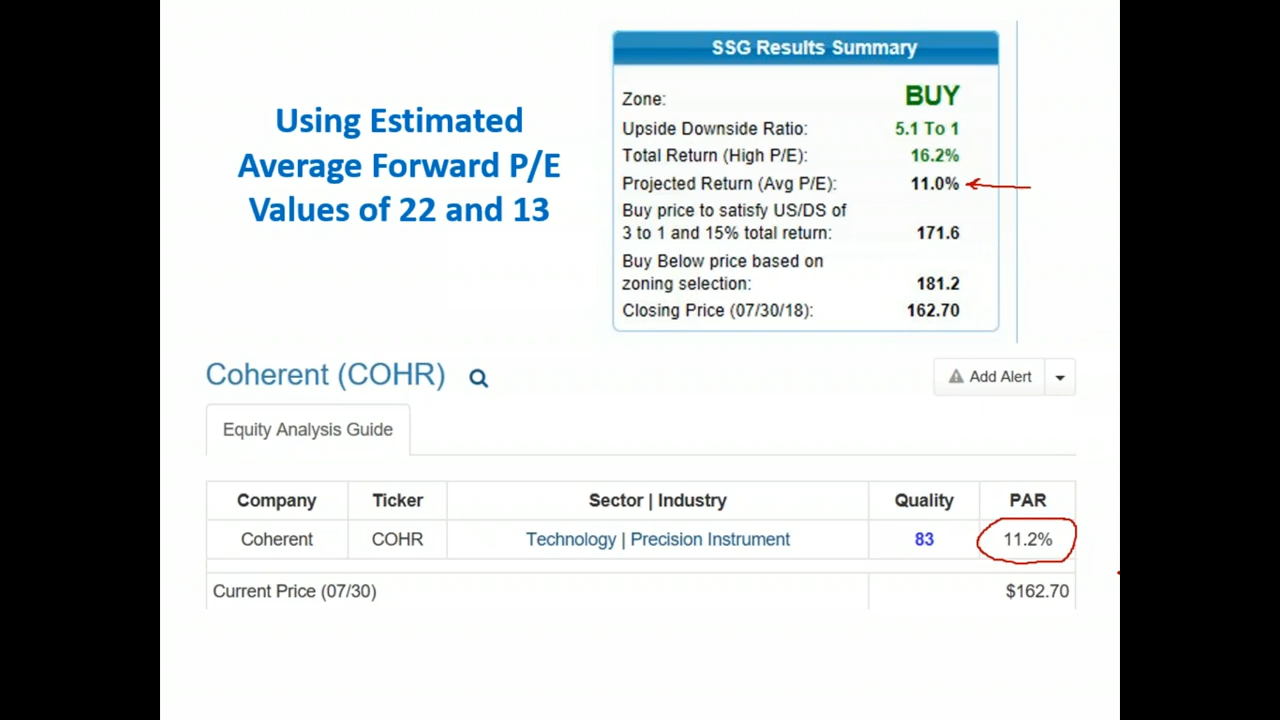 Using Estimated
Average Forward P/E
Values of 22 and 13
SSG Results Summary
Zone: BUY
Upside Downside Ratio: 5.1 To 1
Total Return (High P/E): 16.2%
Projected Return (Avg P/E): 11.0%
Buy price to satisfy US/DS of
3 to 1 and 15% total return: 171.6
Buy Below price based on
zoning selection: 181.2
Closing Price (07/30/18): 162.70
Coherent (COHR)
Add Alert
Equity Analysis Guide
Company Ticker Sector | Industry Quality PAR
Coherent COHR Technology | Precision Instrument 83 11.2%
Current Price (07/30) $162.70